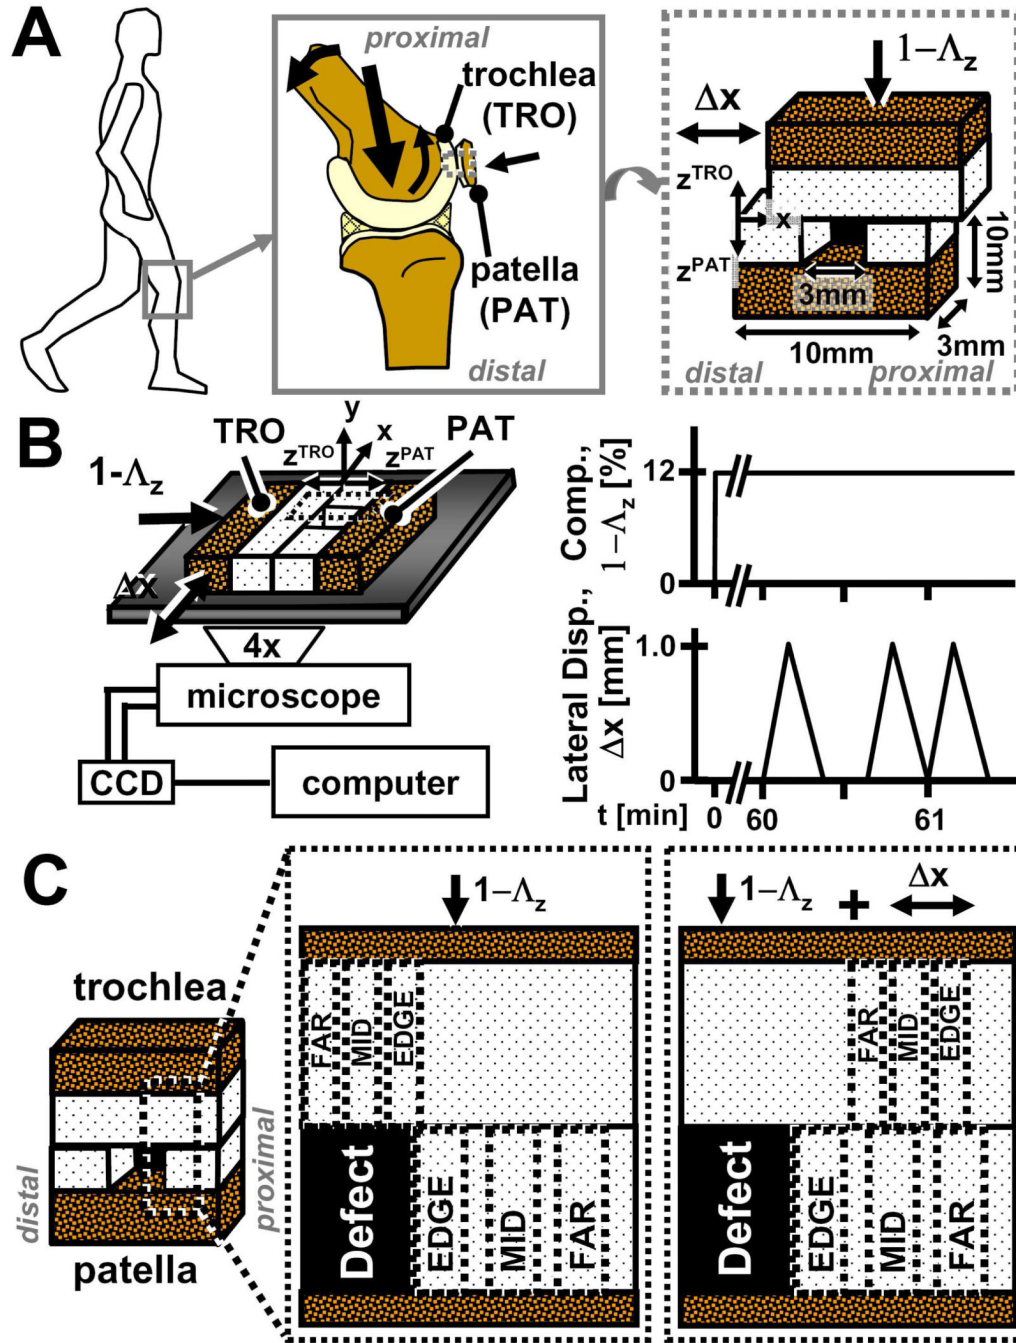 A
proximal
trochlea
(TRO)
patella
(PAT)
distal
1−Λz
Δx
zTRO
x
zPAT
3mm
10mm
10mm
3mm
distal
proximal
B
TRO
y
x
PAT
zTRO
zPAT
1−Λz
Δx
4x
microscope
CCD
computer
Comp.,
1−Λz [%]
12
0
Lateral Disp.,
Δx [mm]
1.0
0
t [min]
0
60
61
C
trochlea
distal
proximal
patella
1−Λz
FAR
MID
EDGE
Defect
EDGE
MID
FAR
1−Λz
+
Δx
FAR
MID
EDGE
Defect
EDGE
MID
FAR